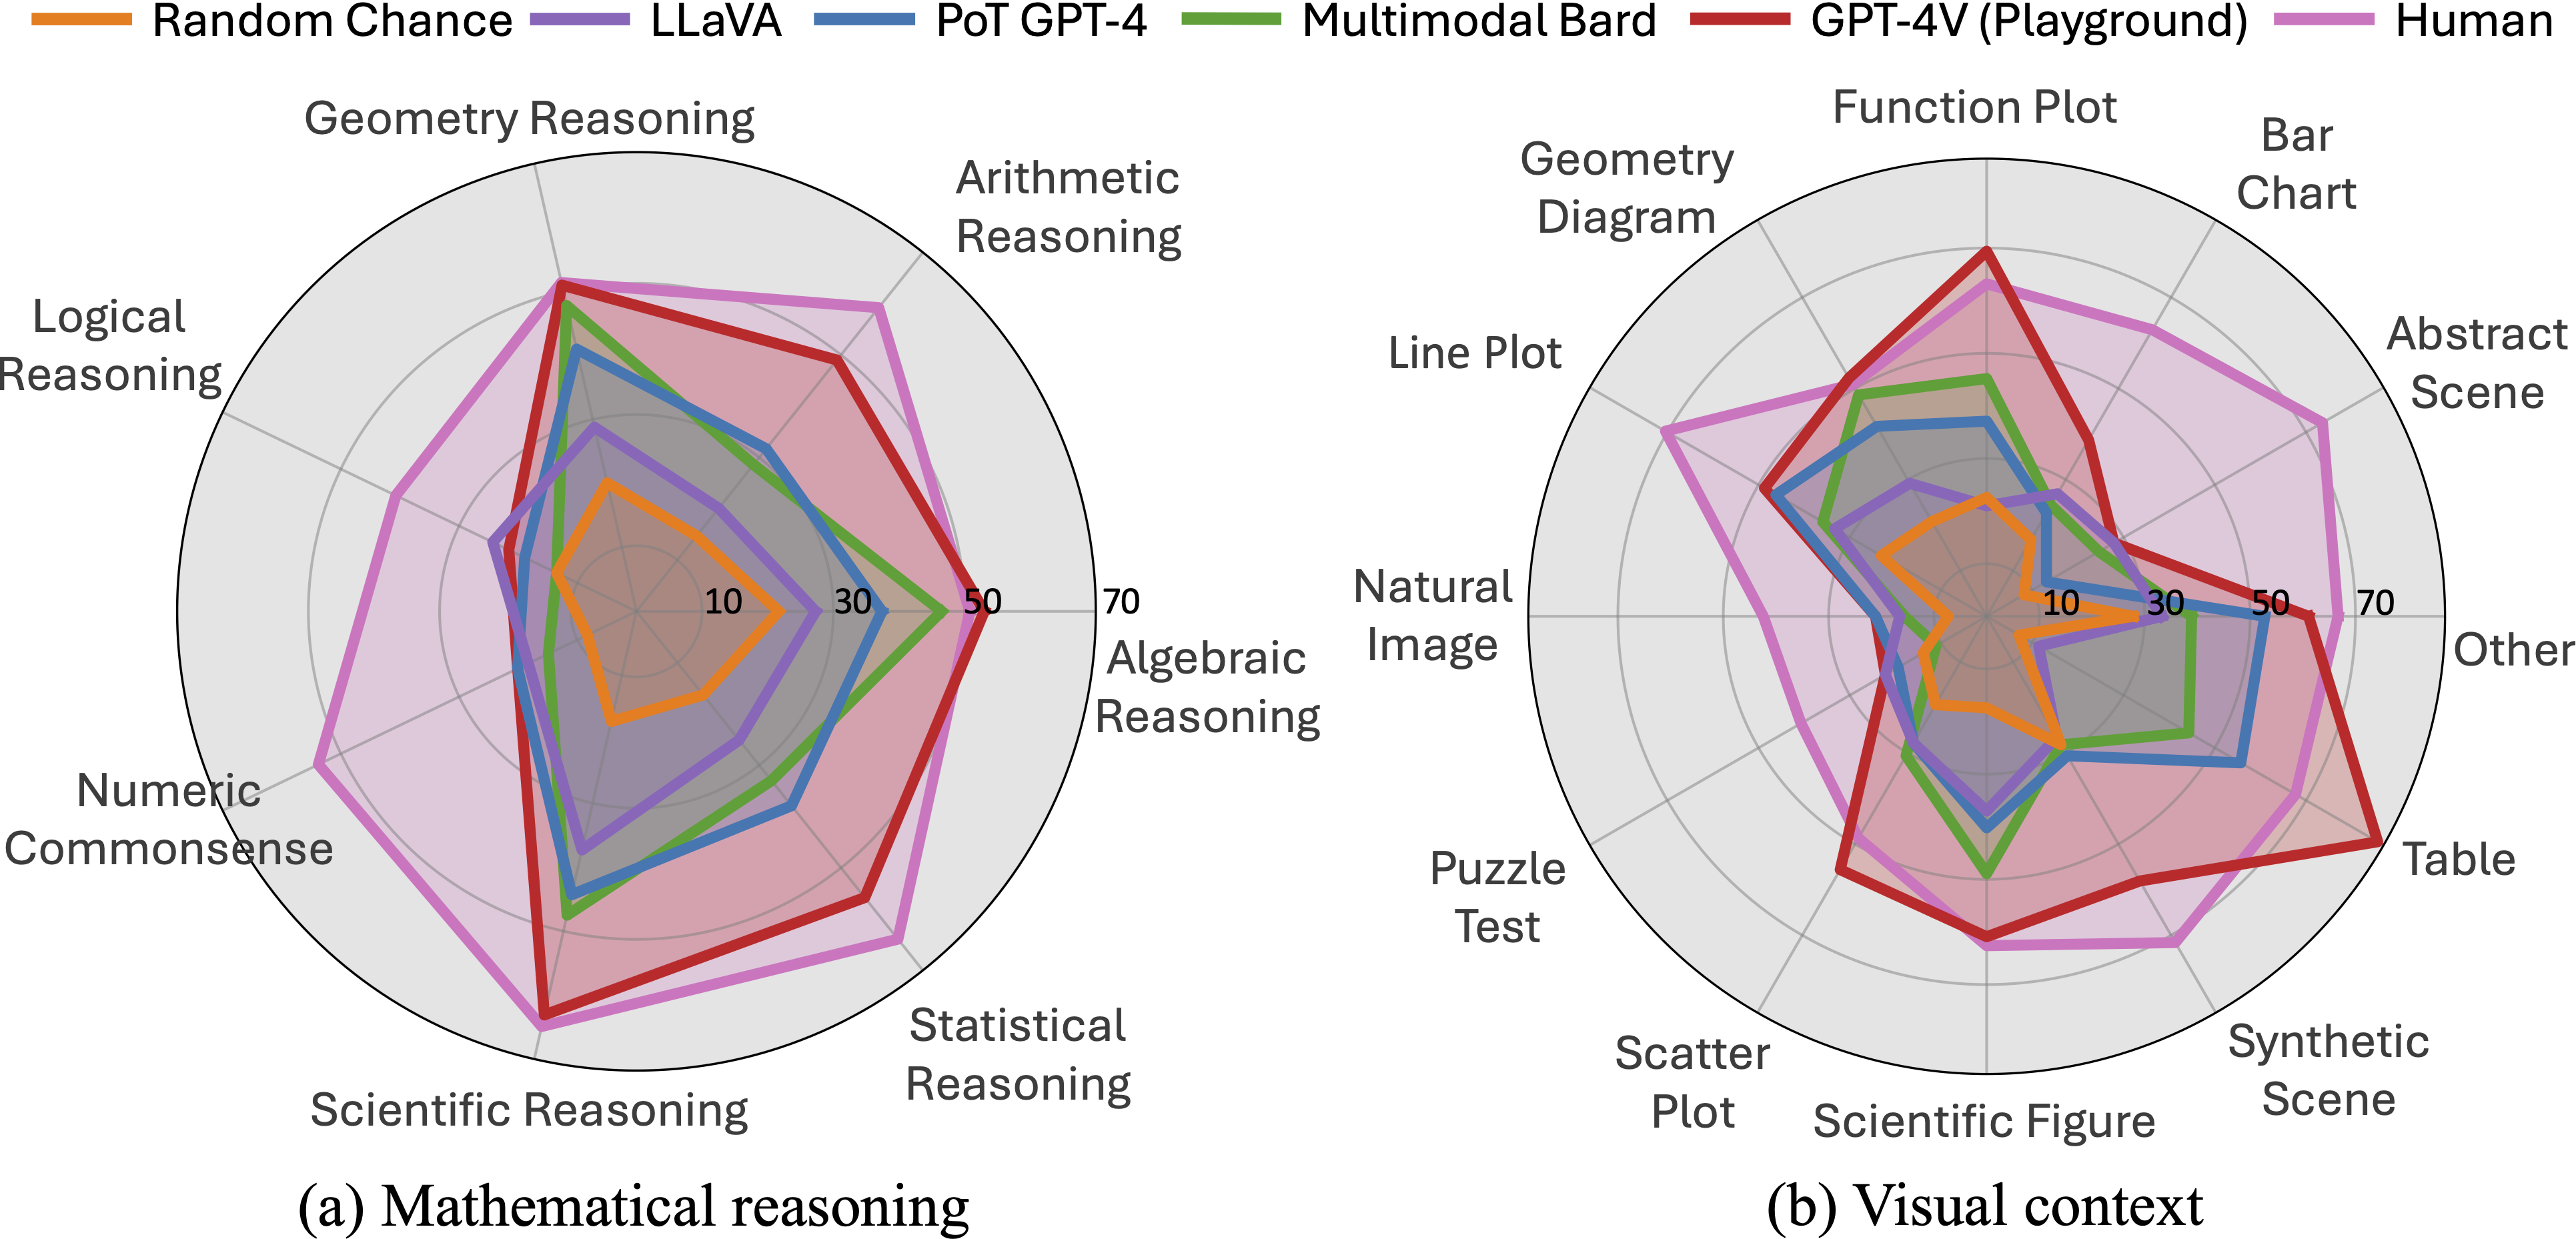 Random Chance LLaVA PoT GPT-4 Multimodal Bard GPT-4V (Playground) Human
Geometry Reasoning
Arithmetic
Reasoning
Logical
Reasoning
10 30 50 70
Algebraic
Reasoning
Numeric
Commonsense
Statistical
Reasoning
Scientific Reasoning
(a) Mathematical reasoning
Function Plot
Bar
Chart
Geometry
Diagram
Abstract
Scene
Line Plot
Natural
Image
10 30 50 70
Other
Puzzle
Test
Table
Scatter
Plot
Synthetic
Scene
Scientific Figure
(b) Visual context